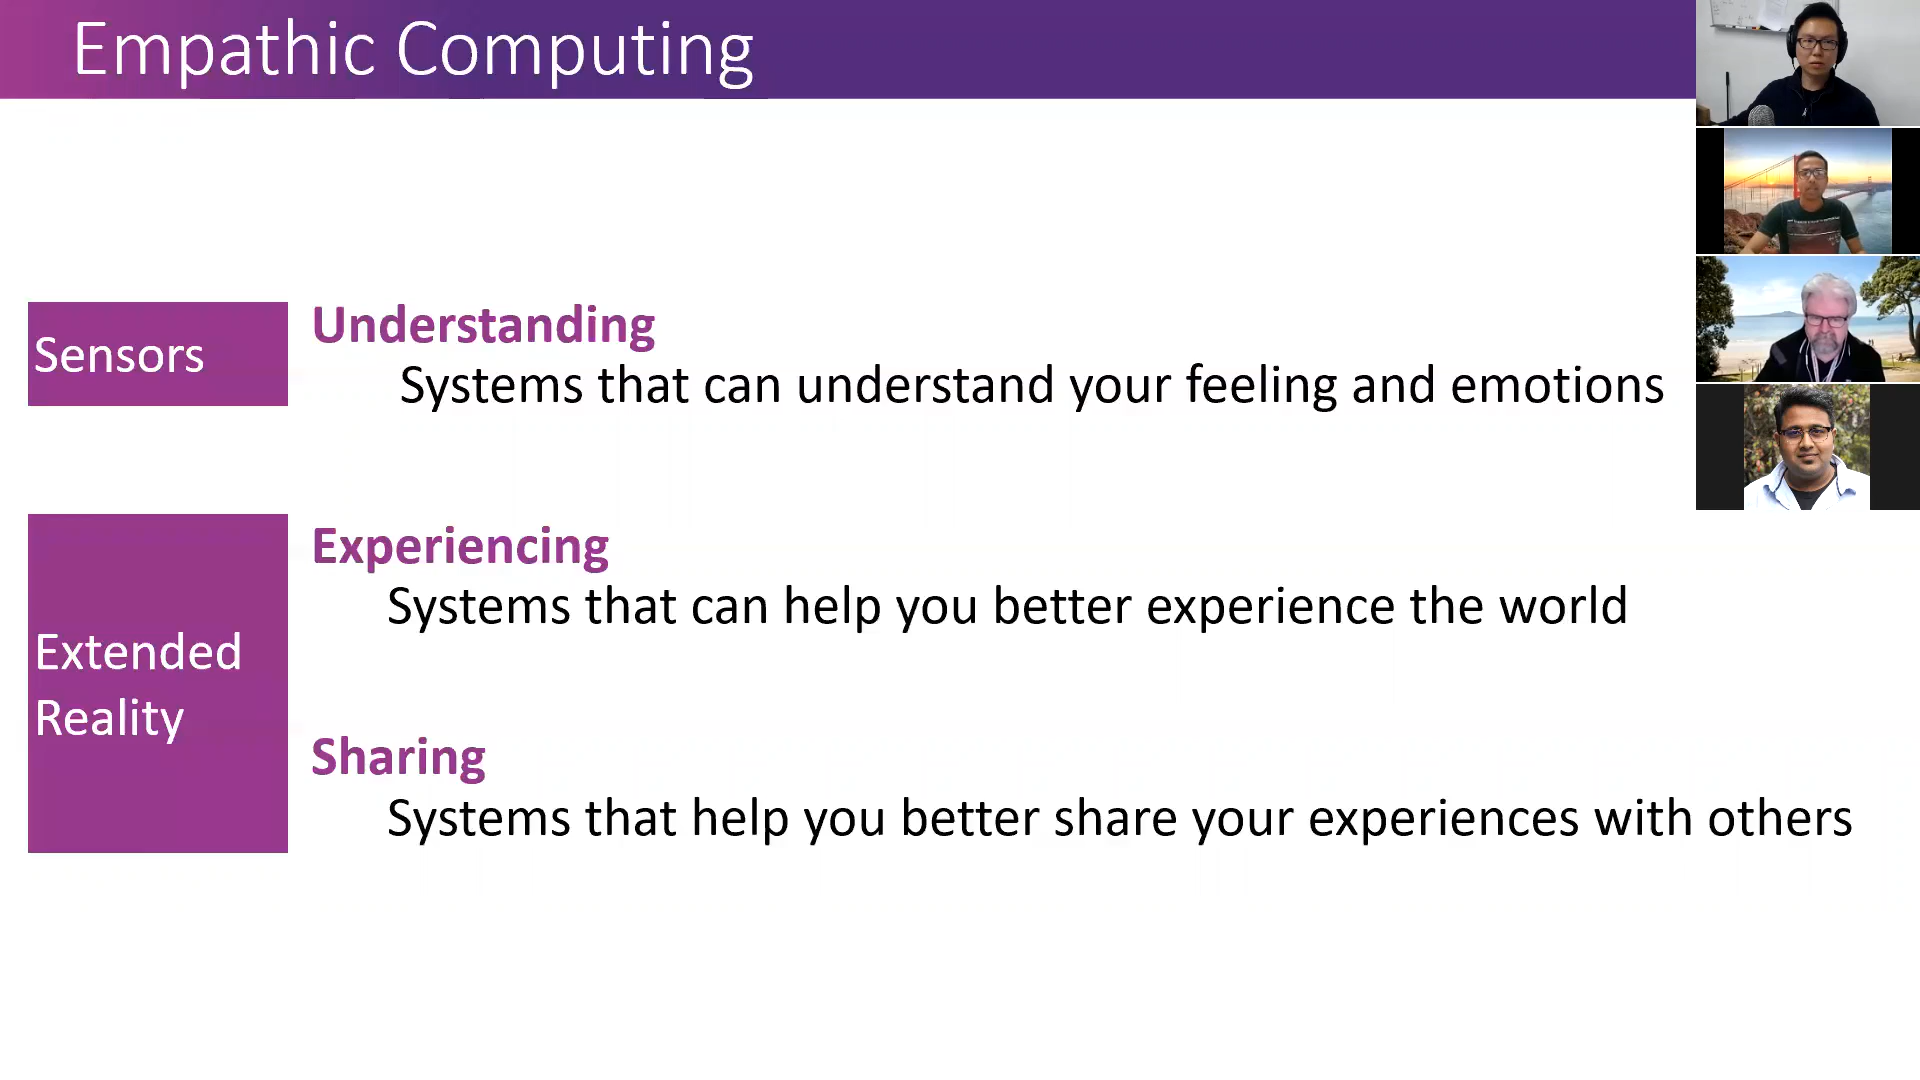 Empathic Computing
Sensors
Understanding
Systems that can understand your feeling and emotions
Extended
Reality
Experiencing
Systems that can help you better experience the world
Sharing
Systems that help you better share your experiences with others